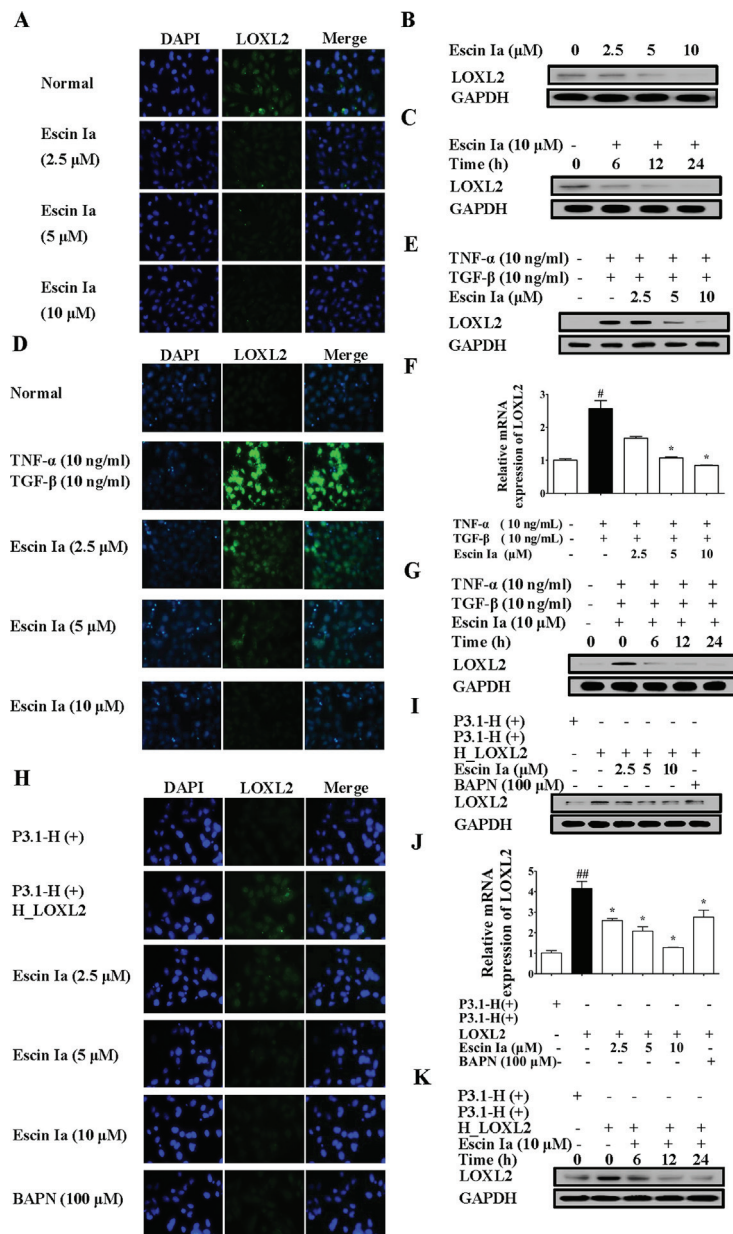 A
DAPI LOXL2 Merge
Normal
Escin Ia
(2.5 μM)
Escin Ia
(5 μM)
Escin Ia
(10 μM)
B
Escin Ia (μM) 0 2.5 5 10
LOXL2
GAPDH
C
Escin Ia (10 μM) - + + +
Time (h) 0 6 12 24
LOXL2
GAPDH
D
DAPI LOXL2 Merge
Normal
TNF-α (10 ng/ml)
TGF-β (10 ng/ml)
Escin Ia (2.5 μM)
Escin Ia (5 μM)
Escin Ia (10 μM)
E
TNF-α (10 ng/ml) - + + + +
TGF-β (10 ng/ml) - + + + +
Escin Ia (μM) - - 2.5 5 10
LOXL2
GAPDH
F
Relative mRNA
expression of LOXL2
3
2
1
0
# * *
TNF-α (10 ng/mL) - + + + +
TGF-β (10 ng/mL) - + + + +
Escin Ia (μM) - - 2.5 5 10
G
TNF-α (10 ng/ml) - + + + +
TGF-β (10 ng/ml) - + + + +
Escin Ia (10 μM) - + + + +
Time (h) 0 0 6 12 24
LOXL2
GAPDH
H
DAPI LOXL2 Merge
P3.1-H (+)
P3.1-H (+)
H_LOXL2
Escin Ia (2.5 μM)
Escin Ia (5 μM)
Escin Ia (10 μM)
BAPN (100 μM)
I
P3.1-H (+) + - - - - -
P3.1-H (+)
H_LOXL2 - + + + + +
Escin Ia (μM) - - 2.5 5 10 -
BAPN (100 μM) - - - - - +
LOXL2
GAPDH
J
Relative mRNA
expression of LOXL2
5
4
3
2
1
0
## * * * *
P3.1-H(+) + - - - - -
P3.1-H(+)
LOXL2 - + + + + +
Escin Ia (μM) - - 2.5 5 10 -
BAPN (100 μM) - - - - - +
K
P3.1-H (+) + - - - -
P3.1-H (+)
H_LOXL2 - + + + +
Escin Ia (10 μM) - - + + +
Time (h) 0 0 6 12 24
LOXL2
GAPDH